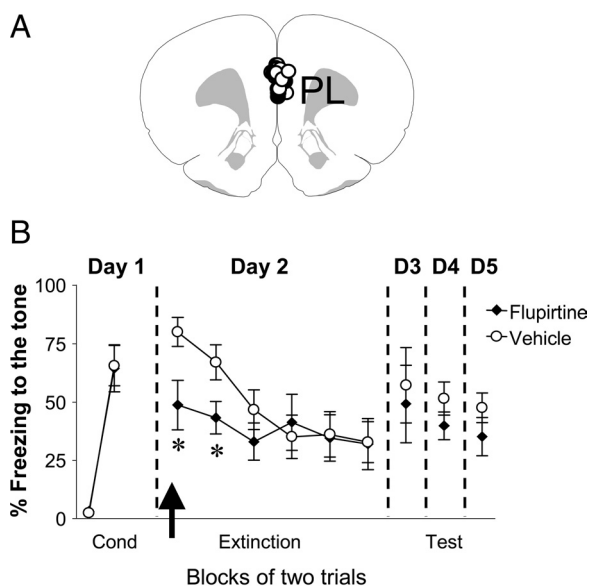 A
PL
B
Day 1
Day 2
D3
D4
D5
% Freezing to the tone
100
75
50
25
0
Flupirtine
Vehicle
*
*
Cond
Extinction
Test
Blocks of two trials